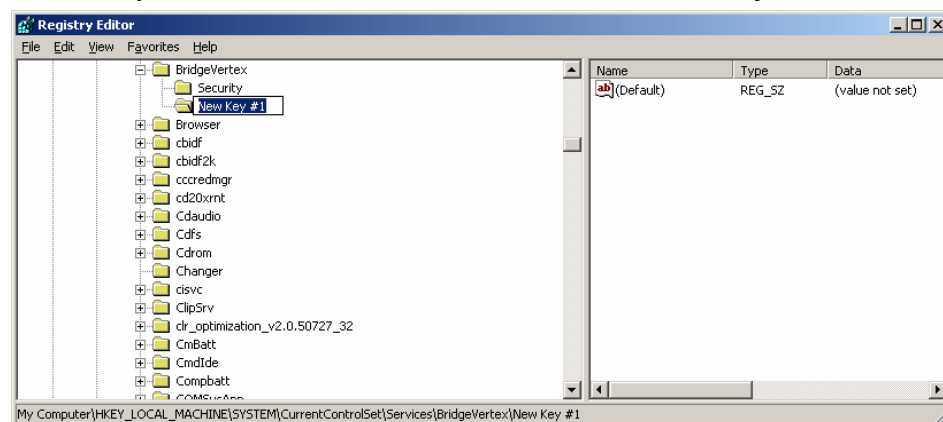 Registry Editor
File Edit View Favorites Help
BridgeVertex
Security
New Key #1
Browser
cbidf
cbidf2k
cccredmgr
cd20xrnt
Cdaudio
Cdfs
Cdrom
Changer
cisvc
ClipSrv
clr_optimization_v2.0.50727_32
CmBatt
CmdIde
Compbatt
COMSysApp
Name Type Data
ab (Default) REG_SZ (value not set)
My Computer\HKEY_LOCAL_MACHINE\SYSTEM\CurrentControlSet\Services\BridgeVertex\New Key #1